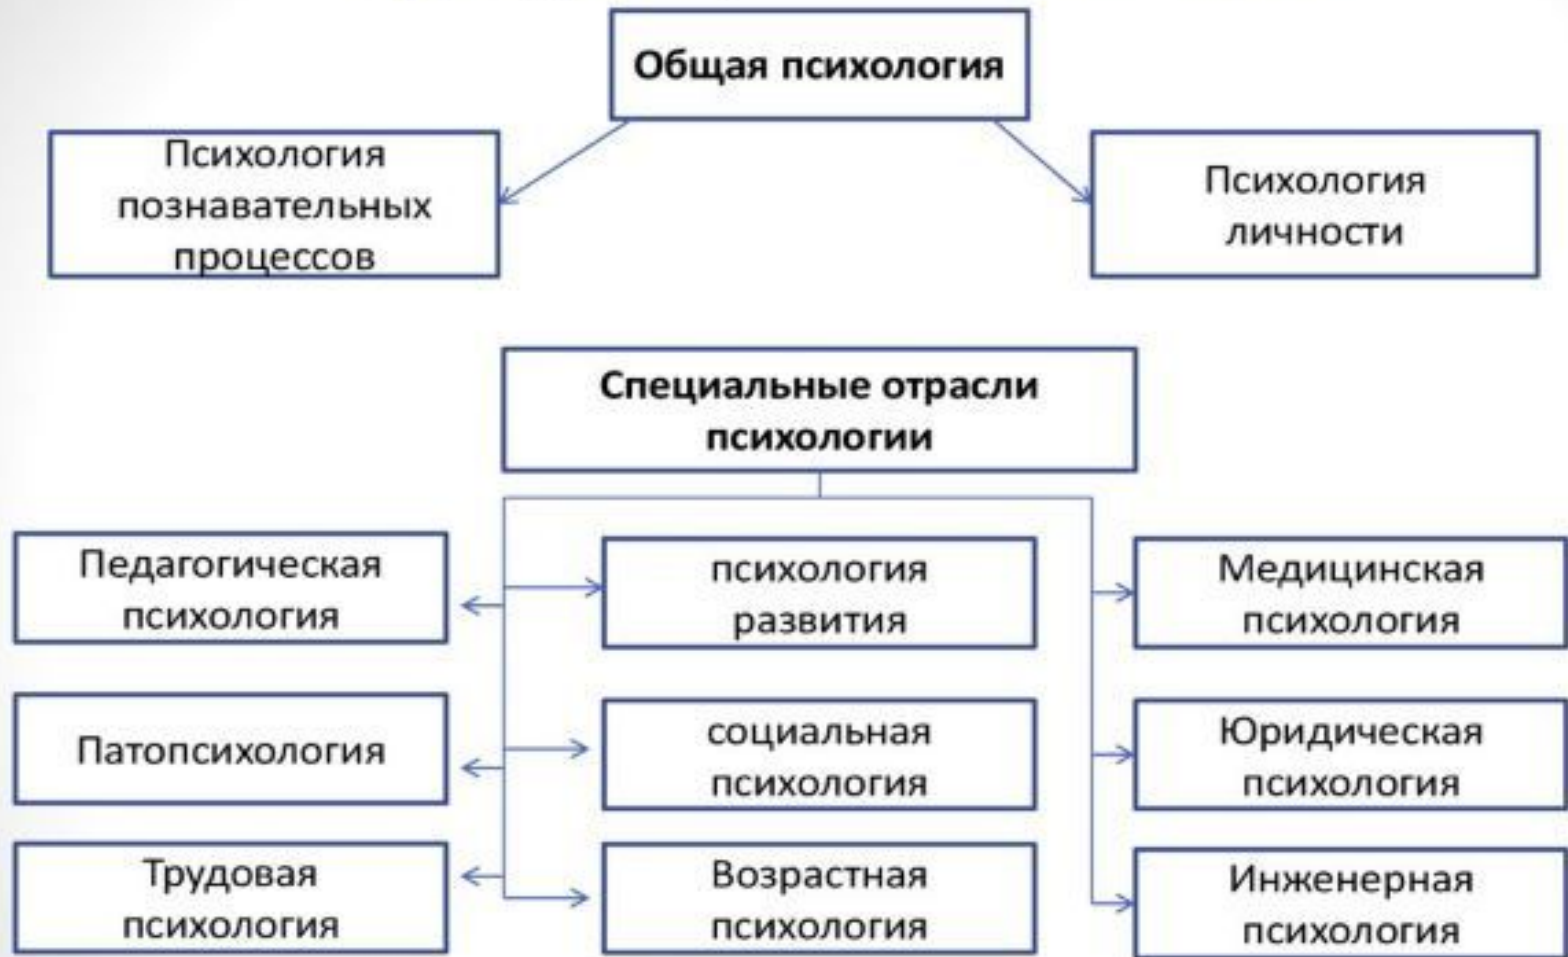 Общая психология
Психология
познавательных
процессов
Психология
личности
Специальные отрасли
психологии
Педагогическая
психология
психология
развития
Медицинская
психология
Патопсихология
социальная
психология
Юридическая
психология
Трудовая
психология
Возрастная
психология
Инженерная
психология